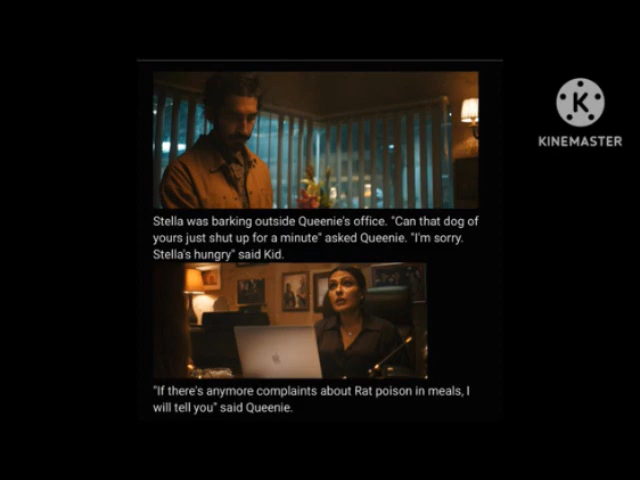 K
KINEMASTER
Stella was barking outside Queenie's office. "Can that dog of
yours just shut up for a minute" asked Queenie. "I'm sorry.
Stella's hungry" said Kid.
"If there's anymore complaints about Rat poison in meals, I
will tell you" said Queenie.